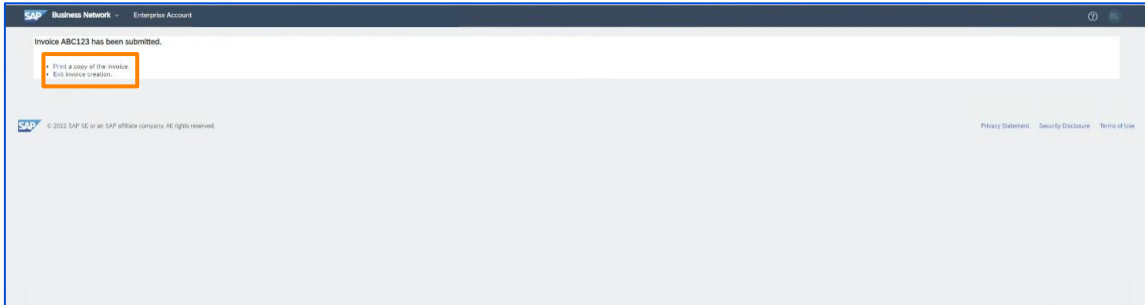 SAP Business Network Enterprise Account
Invoice ABC123 has been submitted.
• Print a copy of the invoice.
• Exit invoice creation.
SAP © 2022 SAP SE or an SAP affiliate company. All rights reserved. Privacy Statement Security Disclosure Terms of Use